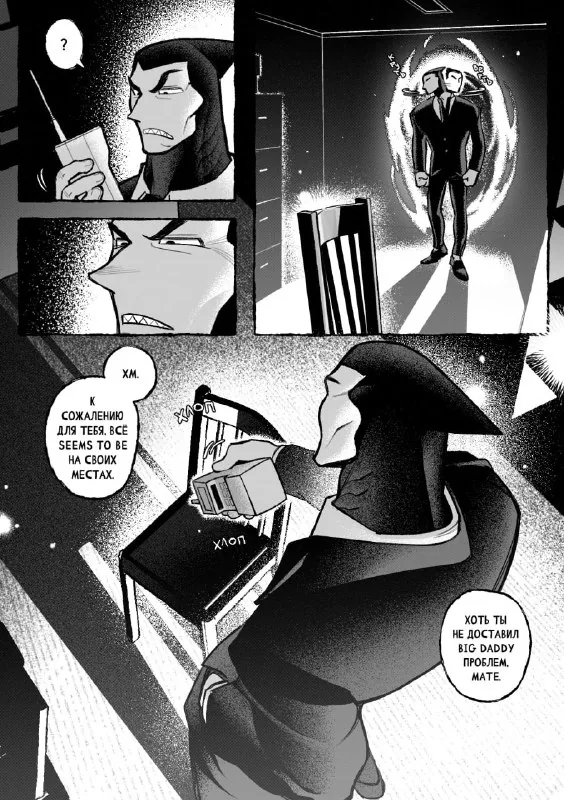 ?
ХМ.
К
СОЖАЛЕНИЮ
ДЛЯ ТЕБЯ, ВСЁ
SEEMS TO BE
НА СВОИХ
МЕСТАХ.
ХЛОП
ХЛОП
ХОТЬ ТЫ
НЕ ДОСТАВИЛ
BIG DADDY
ПРОБЛЕМ,
MATE.